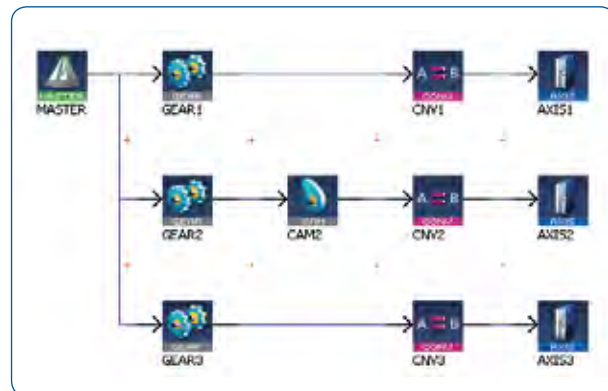 MASTER
GEAR1
A B
CNV1
AXIS1
GEAR2
CAM2
A B
CNV2
AXIS2
GEAR3
A B
CNV3
AXIS3